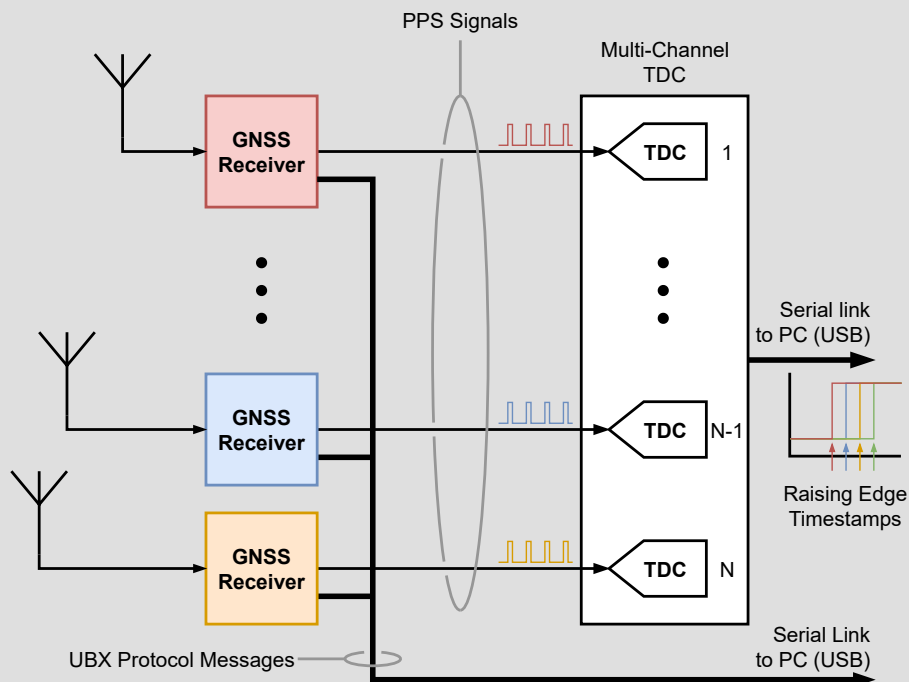 PPS Signals
Multi-Channel
TDC
GNSS
Receiver
TDC
1
Serial link
to PC (USB)
GNSS
Receiver
TDC
N-1
Raising Edge
Timestamps
GNSS
Receiver
TDC
N
UBX Protocol Messages
Serial Link
to PC (USB)